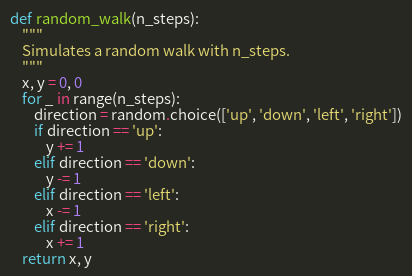 def random_walk(n_steps):
    """
    Simulates a random walk with n_steps.
    """
    x, y = 0, 0
    for _ in range(n_steps):
        direction = random.choice(['up', 'down', 'left', 'right'])
        if direction == 'up':
            y += 1
        elif direction == 'down':
            y -= 1
        elif direction == 'left':
            x -= 1
        elif direction == 'right':
            x += 1
    return x, y